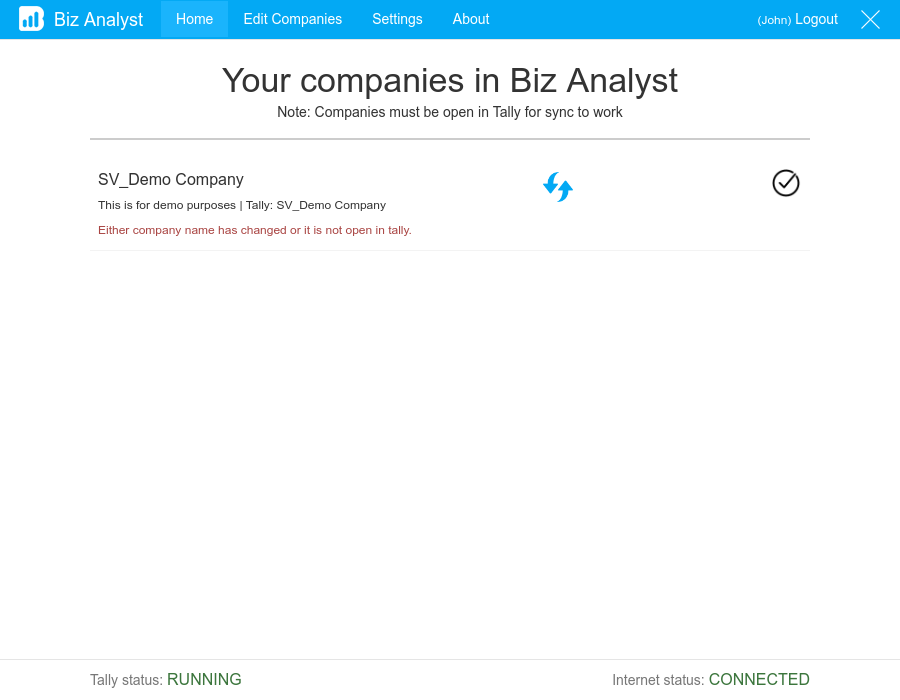 Biz Analyst Home Edit Companies Settings About (John) Logout
Your companies in Biz Analyst
Note: Companies must be open in Tally for sync to work
SV_Demo Company
This is for demo purposes | Tally: SV_Demo Company
Either company name has changed or it is not open in tally.
Tally status: RUNNING Internet status: CONNECTED